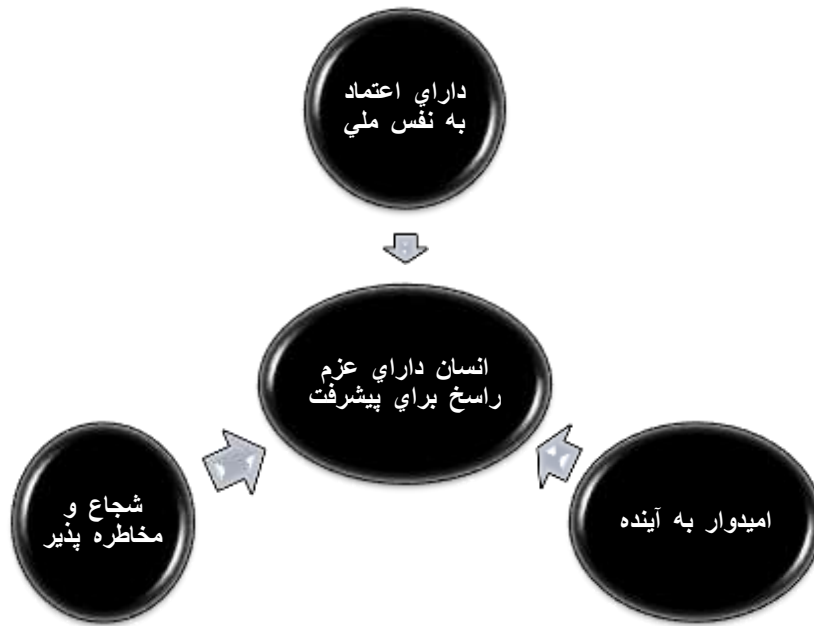 داراي اعتماد
به نفس ملي
انسان داراي عزم
راسخ براي پيشرفت
اميدوار به آينده
شجاع و
مخاطره پذير